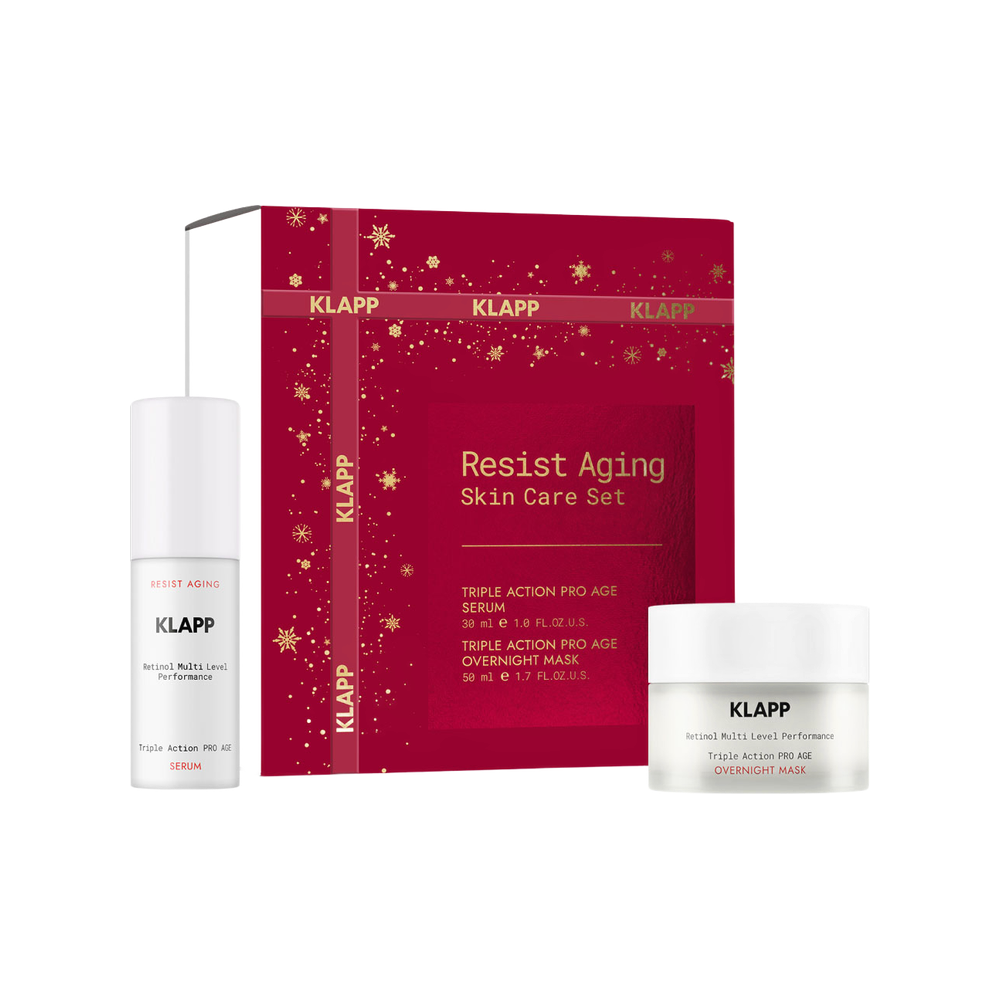 KLAPP
KLAPP
KLAPP
KLAPP
KLAPP
Resist Aging
Skin Care Set
TRIPLE ACTION PRO AGE
SERUM
30 ml e 1.0 FL.OZ.U.S.
TRIPLE ACTION PRO AGE
OVERNIGHT MASK
50 ml e 1.7 FL.OZ.U.S.
RESIST AGING
KLAPP
Retinol Multi Level
Performance
Triple Action PRO AGE
SERUM
KLAPP
Retinol Multi Level Performance
Triple Action PRO AGE
OVERNIGHT MASK